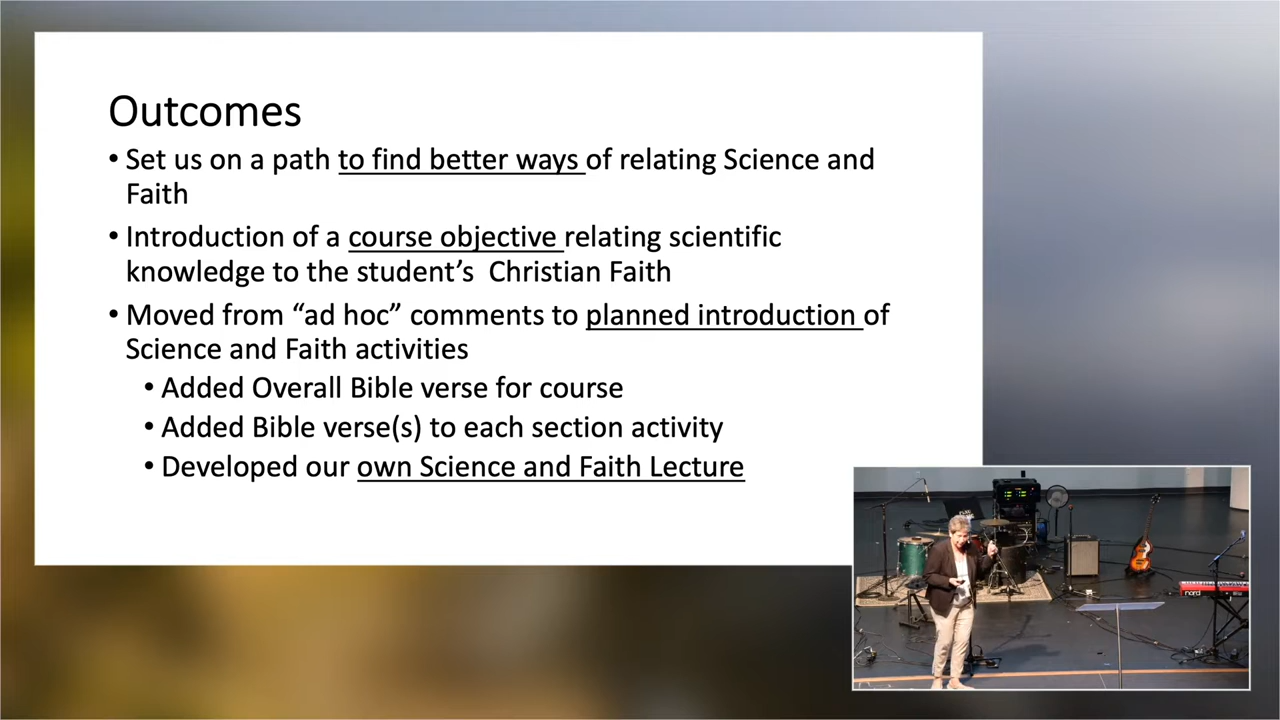 Outcomes
• Set us on a path to find better ways of relating Science and
Faith
• Introduction of a course objective relating scientific
knowledge to the student’s  Christian Faith
• Moved from “ad hoc” comments to planned introduction of
Science and Faith activities
• Added Overall Bible verse for course
• Added Bible verse(s) to each section activity
• Developed our own Science and Faith Lecture
nord